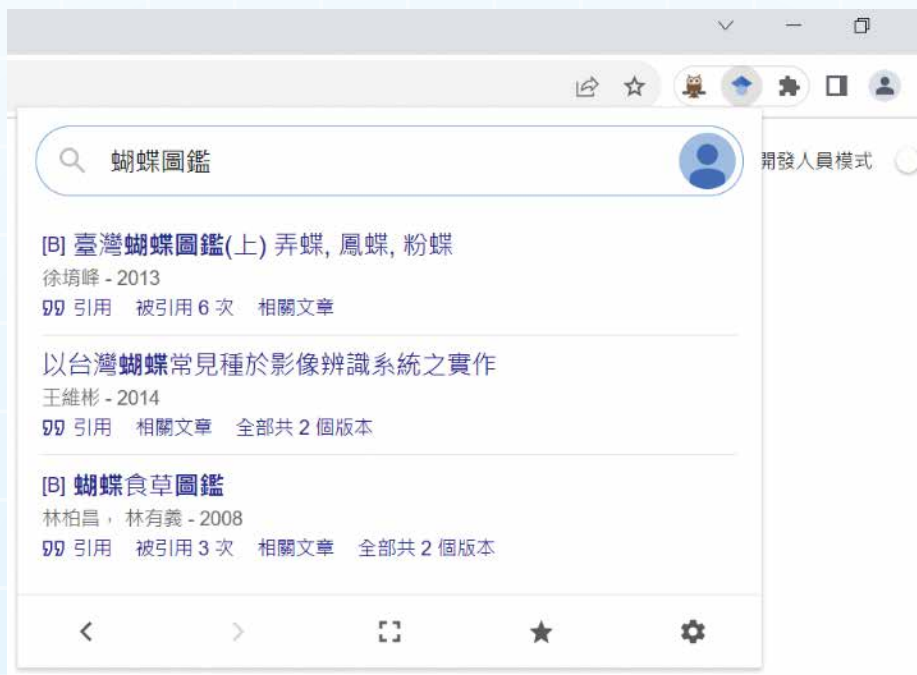 蝴蝶圖鑑
開發人員模式
[B] 臺灣蝴蝶圖鑑(上) 弄蝶, 鳳蝶, 粉蝶
徐堉峰 - 2013
引用 被引用 6 次 相關文章
以台灣蝴蝶常見種於影像辨識系統之實作
王維彬 - 2014
引用 相關文章 全部共 2 個版本
[B] 蝴蝶食草圖鑑
林柏昌， 林有義 - 2008
引用 被引用 3 次 相關文章 全部共 2 個版本